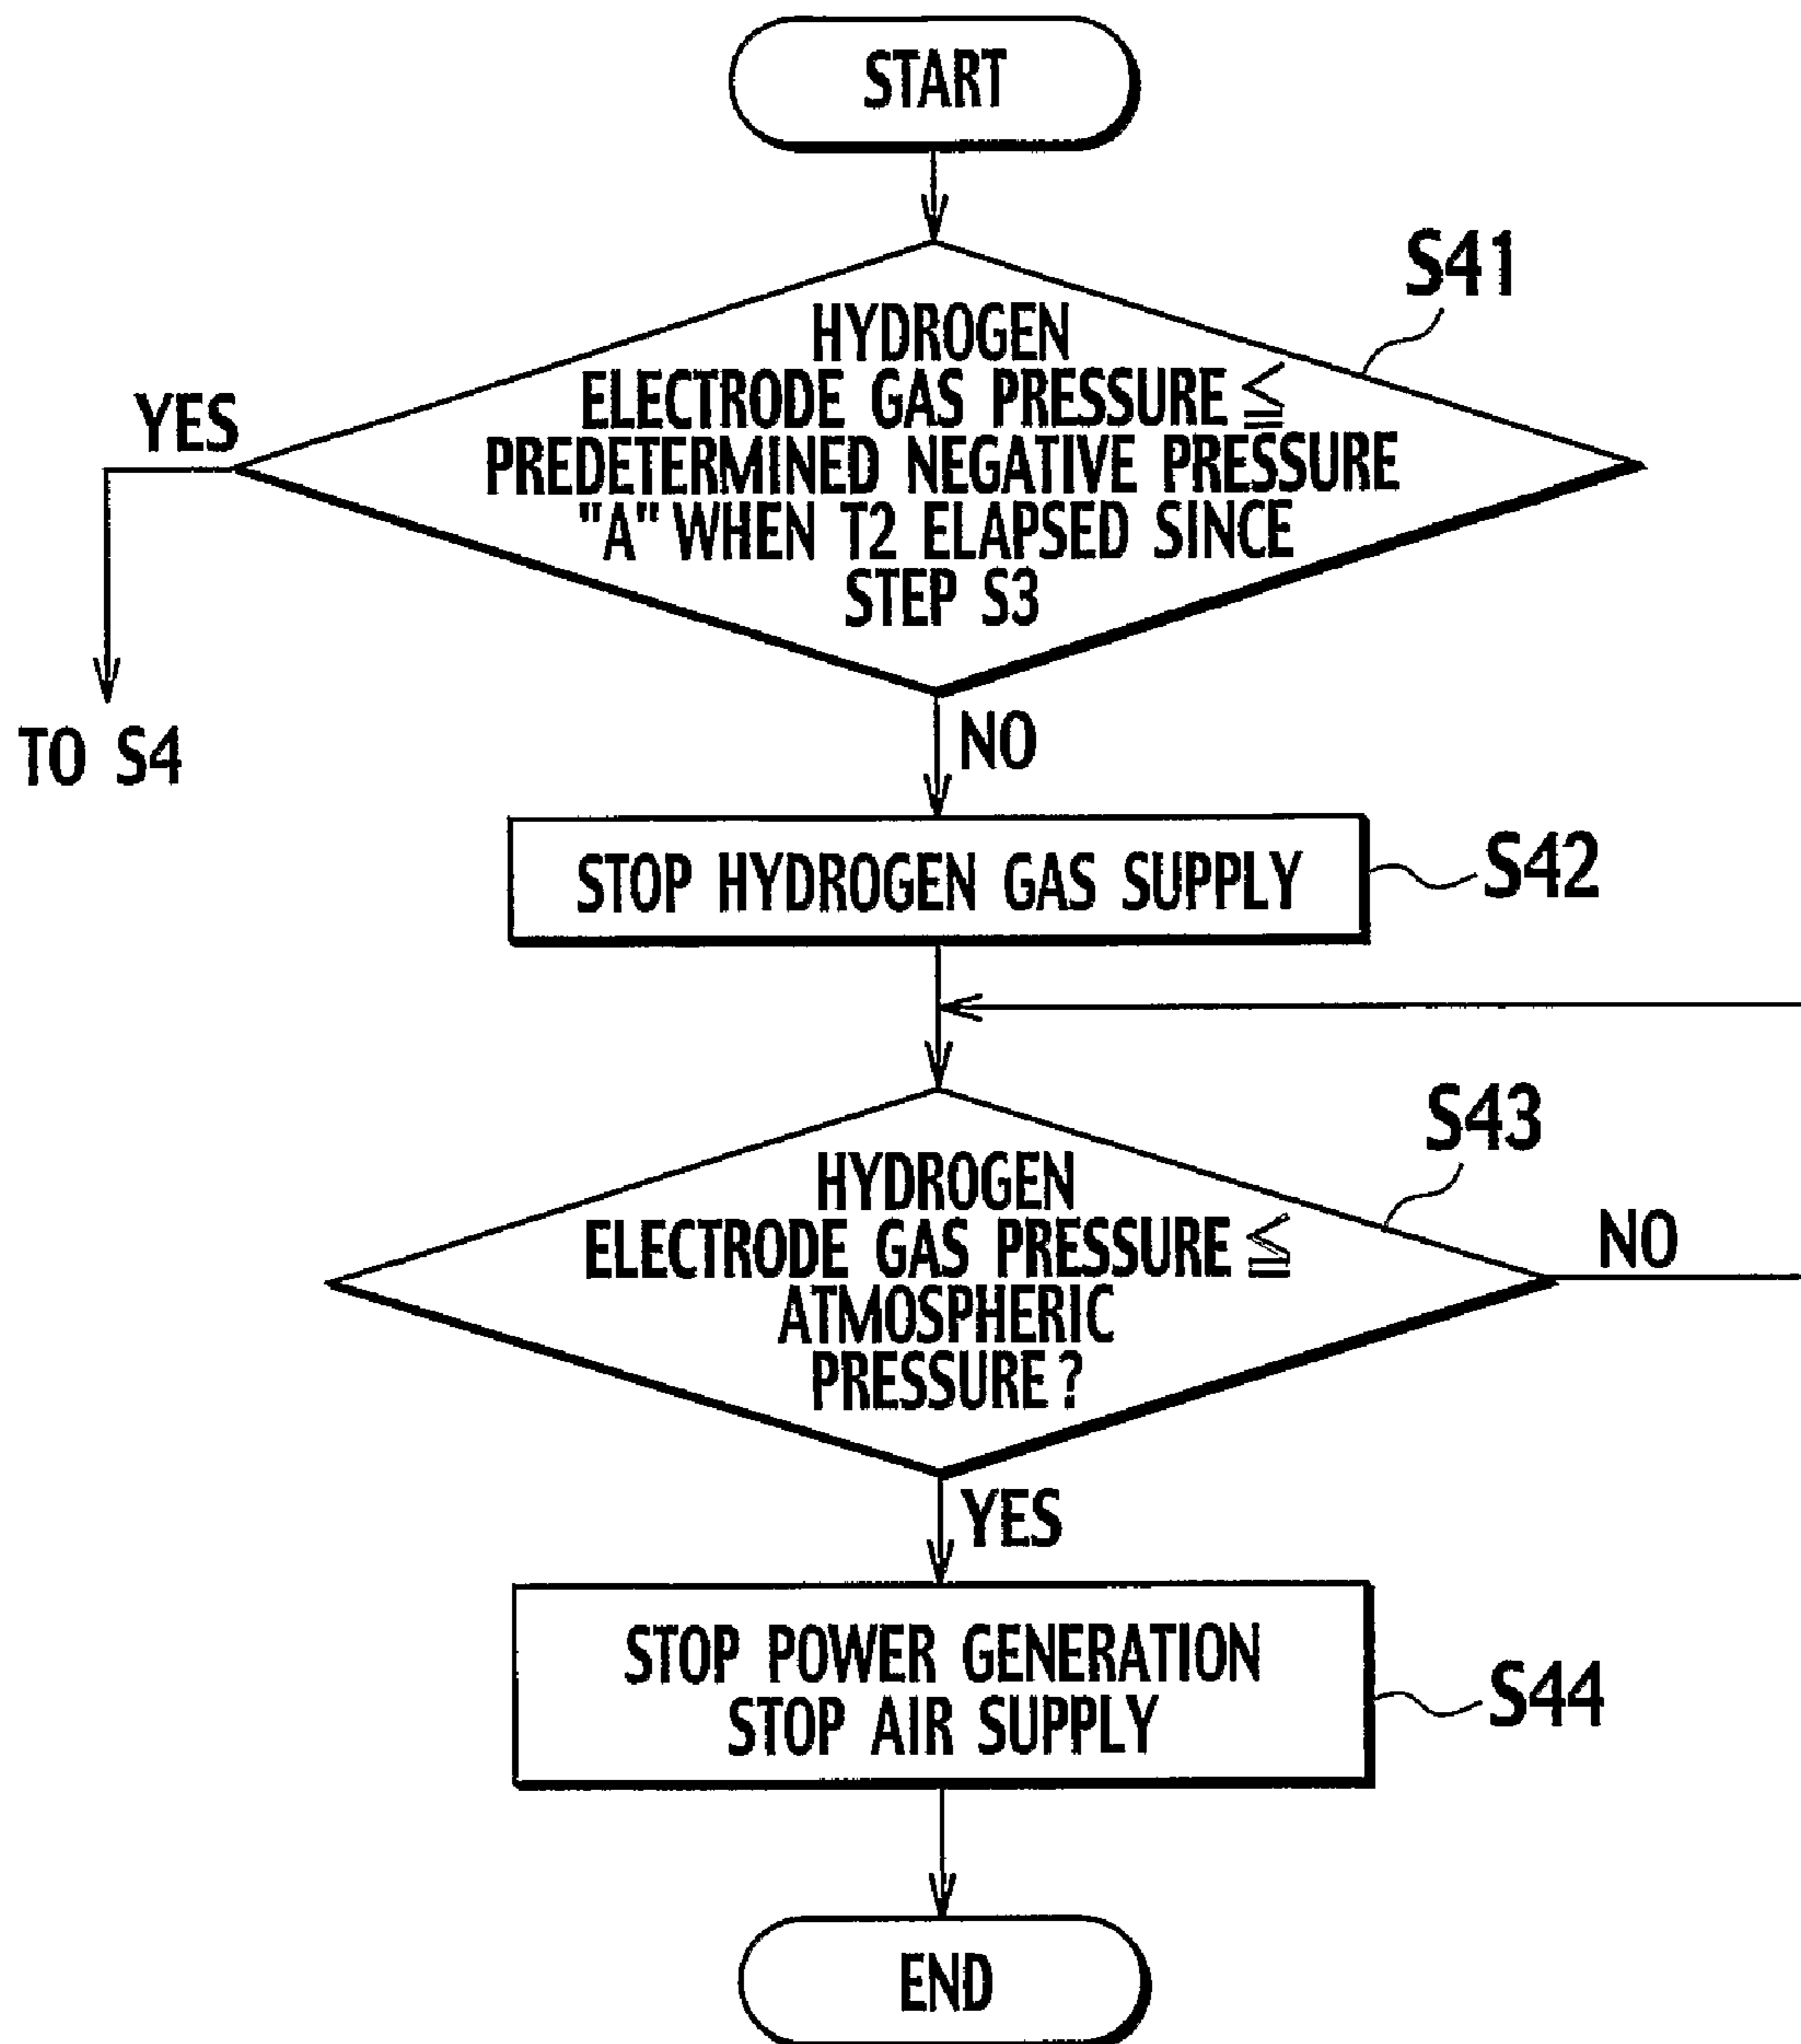 START
S41
HYDROGEN
ELECTRODE GAS PRESSURE ≦
PREDETERMINED NEGATIVE PRESSURE
"A" WHEN T2 ELAPSED SINCE
STEP S3
YES
TO S4
NO
STOP HYDROGEN GAS SUPPLY
S42
S43
HYDROGEN
ELECTRODE GAS PRESSURE ≦
ATMOSPHERIC
PRESSURE?
NO
YES
STOP POWER GENERATION
STOP AIR SUPPLY
S44
END